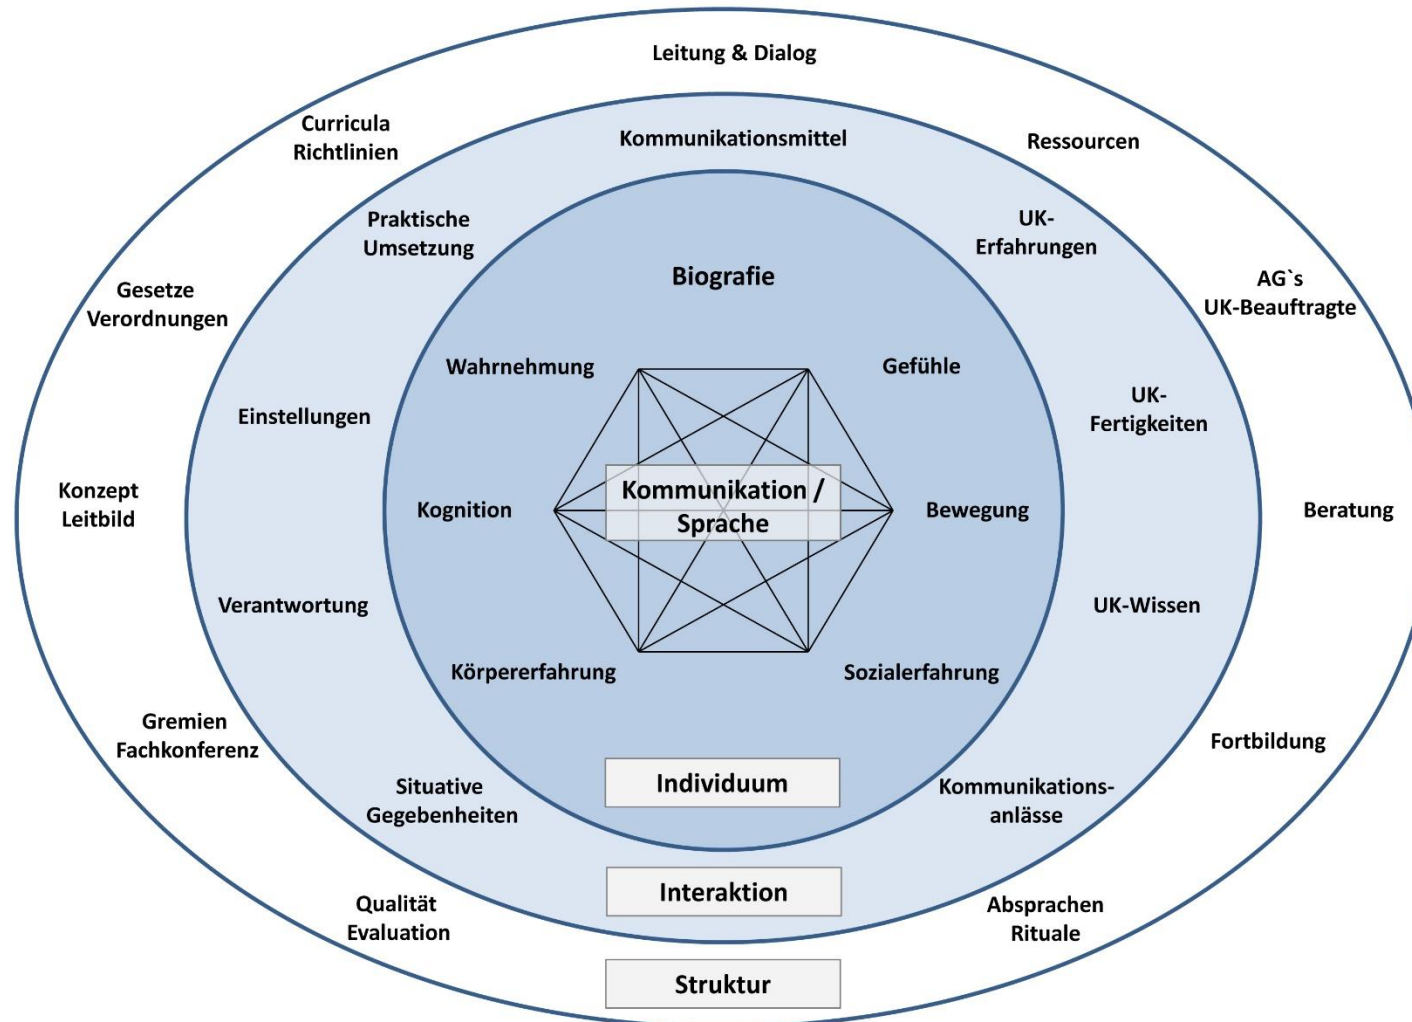 Leitung & Dialog
Curricula
Richtlinien
Kommunikationsmittel
Ressourcen
Praktische
Umsetzung
UK-
Erfahrungen
Biografie
Gesetze
Verordnungen
AG`s
UK-Beauftragte
Wahrnehmung
Gefühle
Einstellungen
UK-
Fertigkeiten
Konzept
Leitbild
Kognition
Kommunikation /
Sprache
Bewegung
Beratung
Verantwortung
UK-Wissen
Körpererfahrung
Sozialerfahrung
Gremien
Fachkonferenz
Fortbildung
Situative
Gegebenheiten
Individuum
Kommunikations-
anlässe
Interaktion
Qualität
Evaluation
Absprachen
Rituale
Struktur